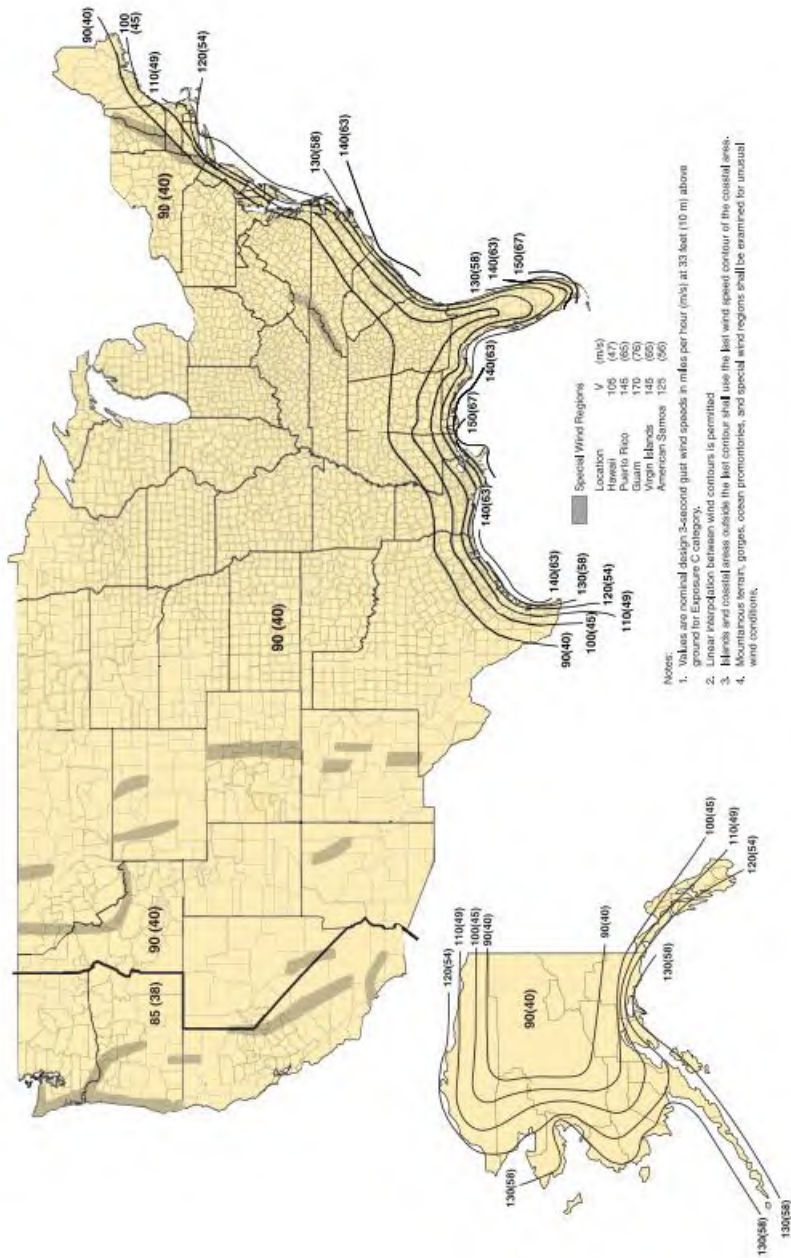 90(40)
100
(45)
110(49)
120(54)
90 (40)
130(58)
140(63)
90 (40)
130(58)
140(63)
150(67)
140(63)
150(67)
140(63)
140(63)
130(58)
120(54)
110(49)
100(45)
90(40)
90 (40)
85 (38)
Special Wind Regions
Location V (m/s)
Hawaii 105 (47)
Puerto Rico 145 (65)
Guam 170 (76)
Virgin Islands 145 (65)
American Samoa 125 (56)
Notes:
1. Values are nominal design 3-second gust wind speeds in miles per hour (m/s) at 33 feet (10 m) above
ground for Exposure C category.
2. Linear interpolation between wind contours is permitted
3. Islands and coastal areas outside the last contour shall use the last wind speed contour of the coastal area.
4. Mountainous terrain, gorges, ocean promontories, and special wind regions shall be examined for unusual
wind conditions.
120(54)
110(49)
100(45)
90(40)
90(40)
90(40)
100(45)
110(49)
120(54)
130(58)
130(58)
130(58)
130(58)